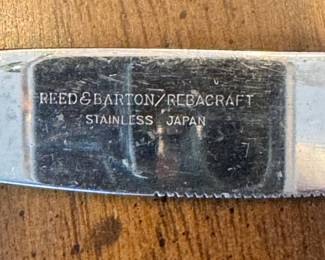 REED & BARTON/REBACRAFT
STAINLESS JAPAN